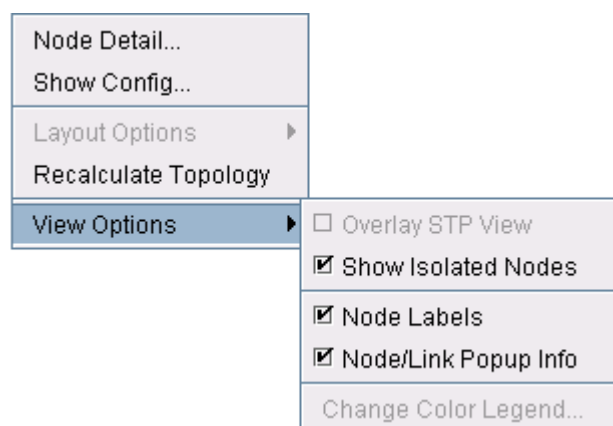 Node Detail...
Show Config...
Layout Options
Recalculate Topology
View Options
Overlay STP View
Show Isolated Nodes
Node Labels
Node/Link Popup Info
Change Color Legend...